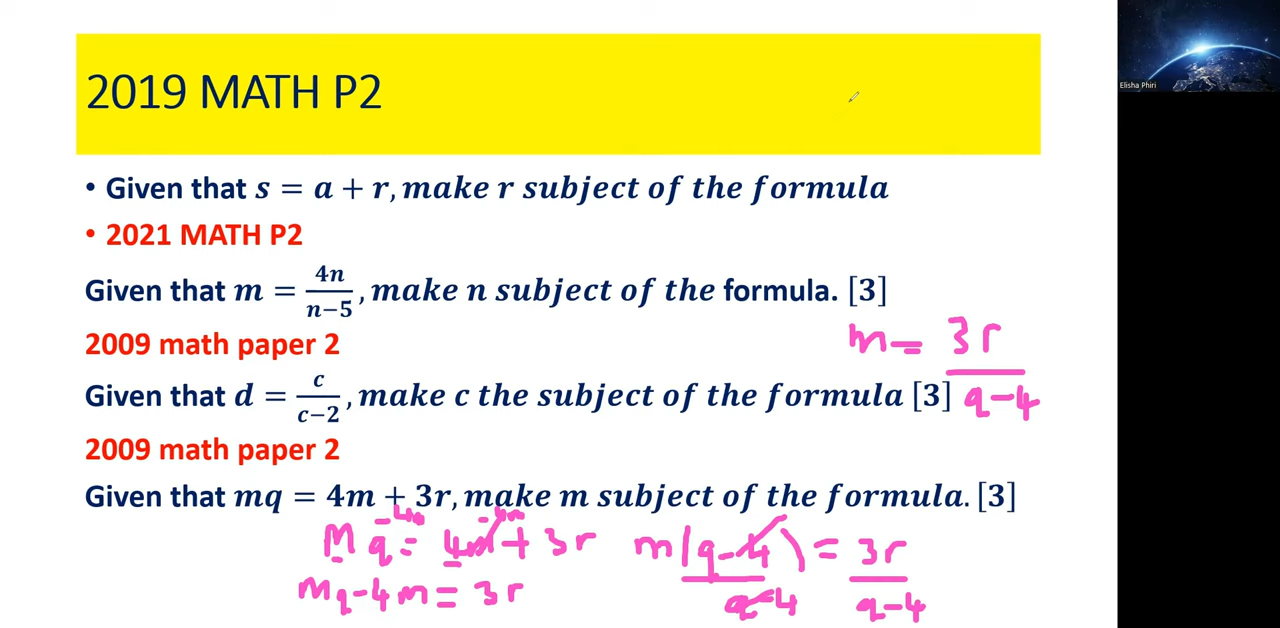 2019 MATH P2
Elisha Phiri
• Given that s = a + r, make r subject of the formula
• 2021 MATH P2
Given that m = 4n/(n−5), make n subject of the formula. [3]
2009 math paper 2
m = 3r/(q−4)
Given that d = c/(c−2), make c the subject of the formula [3]
2009 math paper 2
Given that mq = 4m + 3r, make m subject of the formula. [3]
−4m −4m
Mq = 4m + 3r
mq−4m = 3r
m(q−4)/(q−4) = 3r/(q−4)